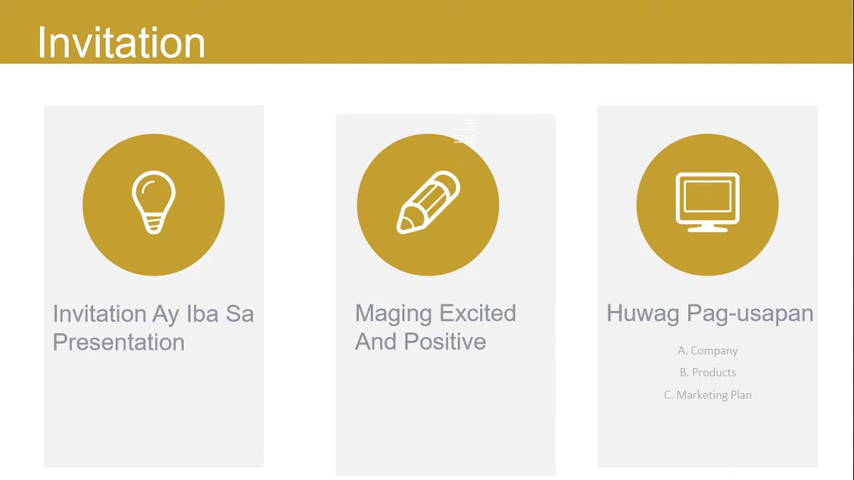 Invitation
Invitation Ay Iba Sa
Presentation
Maging Excited
And Positive
Huwag Pag-usapan
A. Company
B. Products
C. Marketing Plan